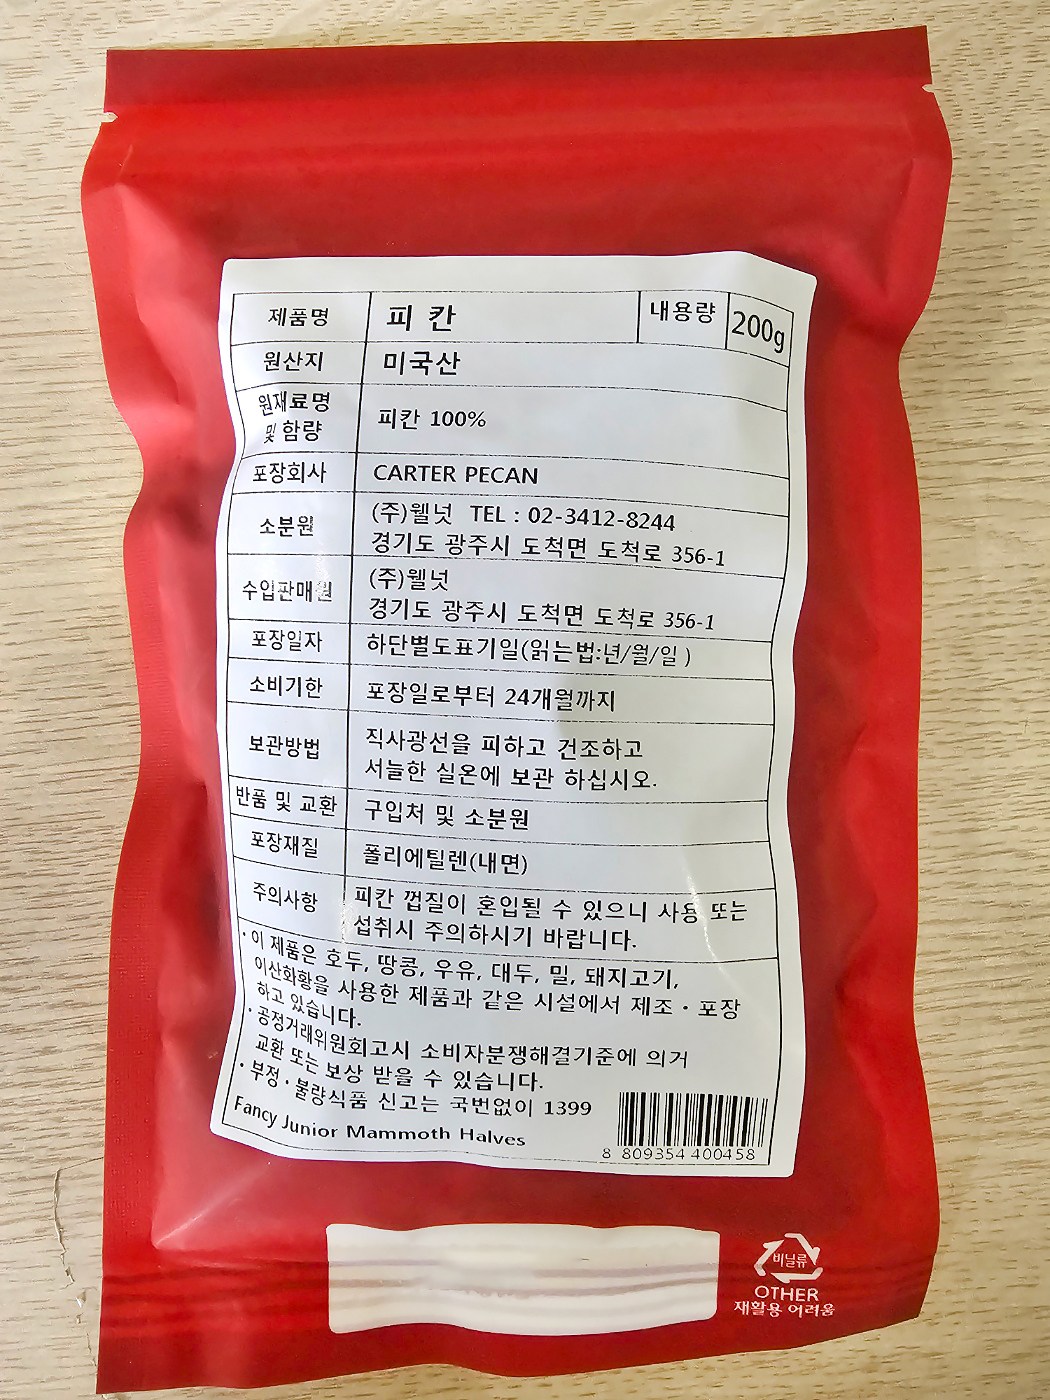 제품명 피 칸 내용량 200g
원산지 미국산
원재료명
및 함량 피칸 100%
포장회사 CARTER PECAN
소분원 (주)웰넛 TEL : 02-3412-8244
경기도 광주시 도척면 도척로 356-1
수입판매원 (주)웰넛
경기도 광주시 도척면 도척로 356-1
포장일자 하단별도표기일(읽는법:년/월/일 )
소비기한 포장일로부터 24개월까지
보관방법 직사광선을 피하고 건조하고
서늘한 실온에 보관 하십시오.
반품 및 교환 구입처 및 소분원
포장재질 폴리에틸렌(내면)
주의사항 피칸 껍질이 혼입될 수 있으니 사용 또는
섭취시 주의하시기 바랍니다.
· 이 제품은 호두, 땅콩, 우유, 대두, 밀, 돼지고기,
이산화황을 사용한 제품과 같은 시설에서 제조 · 포장
하고 있습니다.
· 공정거래위원회고시 소비자분쟁해결기준에 의거
교환 또는 보상 받을 수 있습니다.
· 부정 · 불량식품 신고는 국번없이 1399
Fancy Junior Mammoth Halves
8 809354 400458
비닐류
OTHER
재활용 어려움